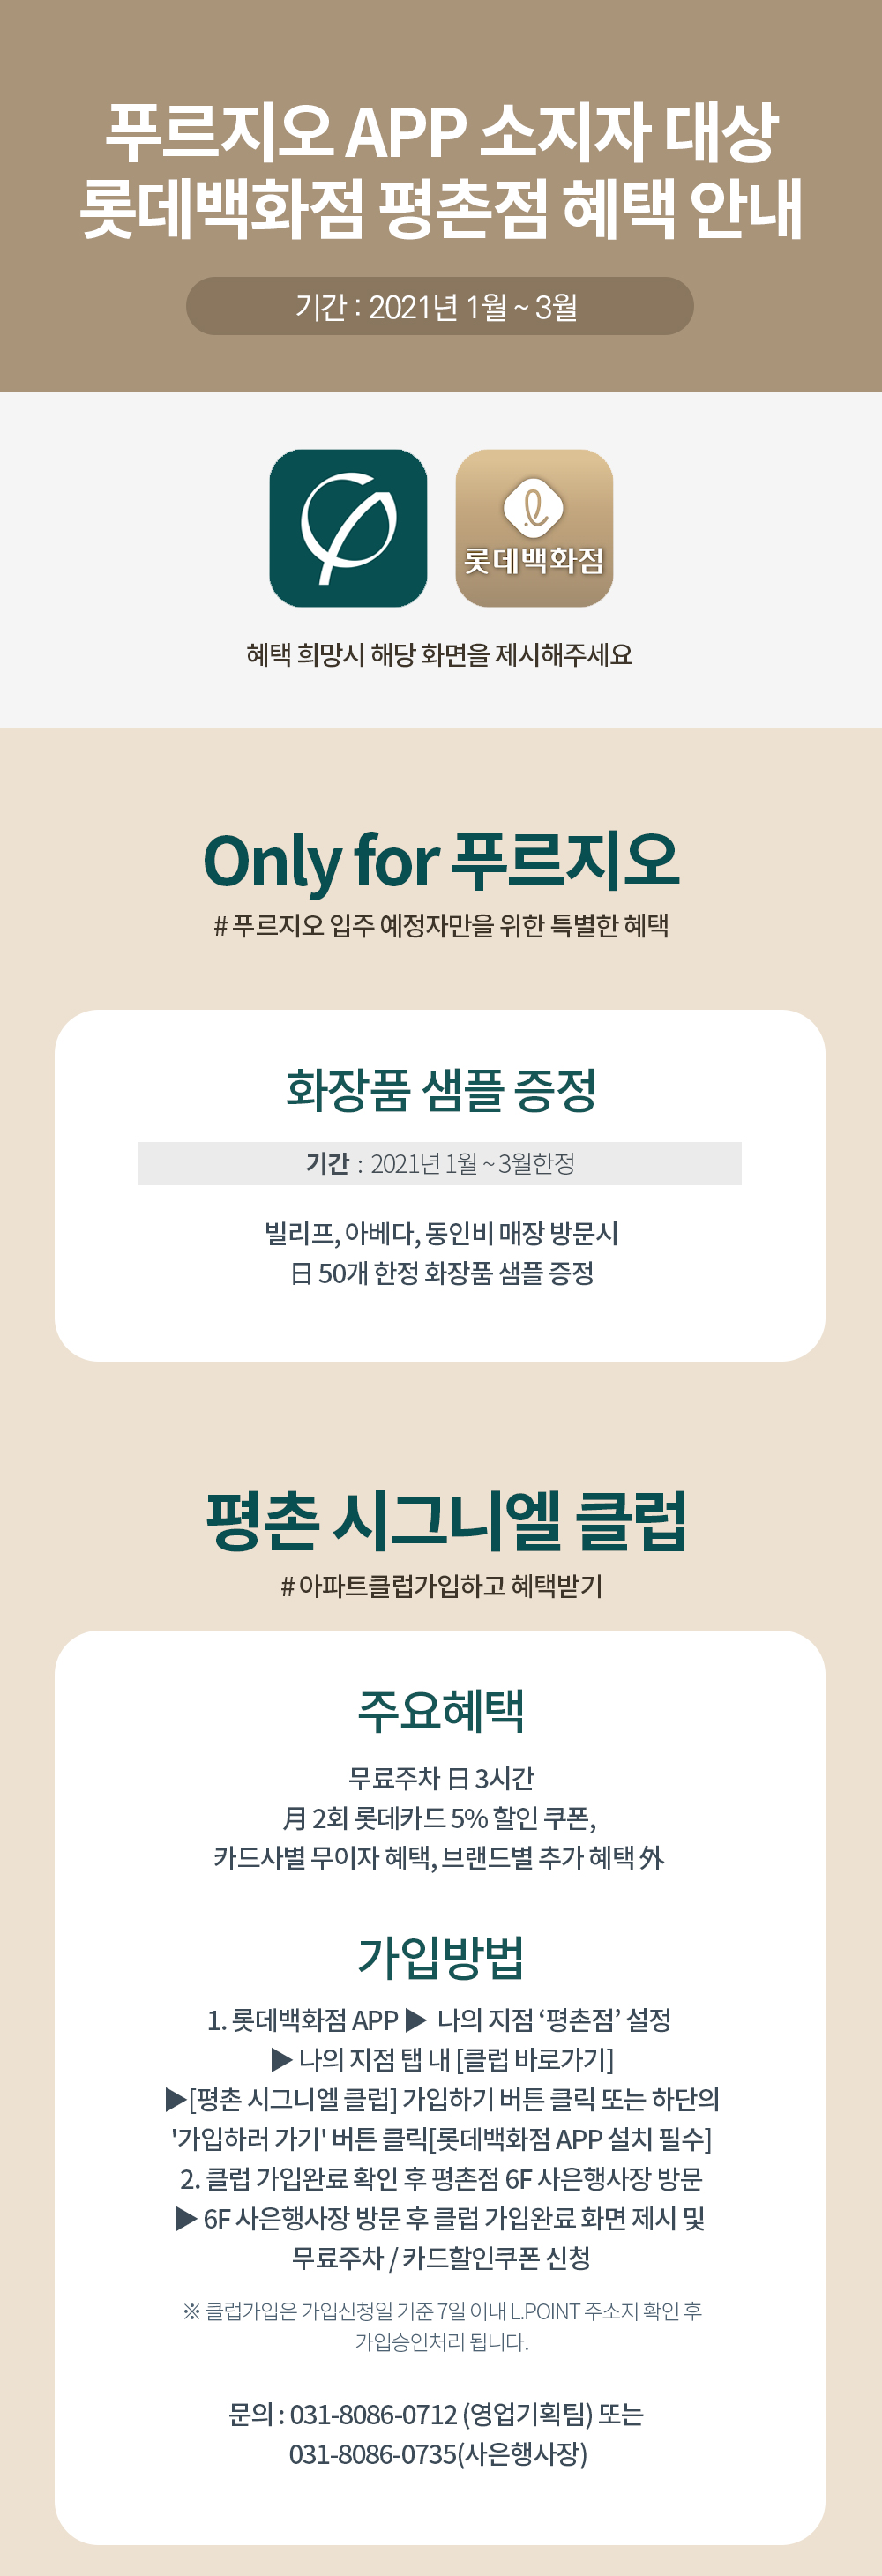 푸르지오 APP 소지자 대상
롯데백화점 평촌점 혜택 안내
기간 : 2021년 1월 ~ 3월
롯데백화점
혜택 희망시 해당 화면을 제시해주세요
Only for 푸르지오
# 푸르지오 입주 예정자만을 위한 특별한 혜택
화장품 샘플 증정
기간 : 2021년 1월 ~ 3월한정
빌리프, 아베다, 동인비 매장 방문시
日 50개 한정 화장품 샘플 증정
평촌 시그니엘 클럽
# 아파트클럽가입하고 혜택받기
주요혜택
무료주차 日 3시간
月 2회 롯데카드 5% 할인 쿠폰,
카드사별 무이자 혜택, 브랜드별 추가 혜택 外
가입방법
1. 롯데백화점 APP ▶ 나의 지점 ‘평촌점’ 설정
▶ 나의 지점 탭 내 [클럽 바로가기]
▶[평촌 시그니엘 클럽] 가입하기 버튼 클릭 또는 하단의
'가입하러 가기' 버튼 클릭[롯데백화점 APP 설치 필수]
2. 클럽 가입완료 확인 후 평촌점 6F 사은행사장 방문
▶ 6F 사은행사장 방문 후 클럽 가입완료 화면 제시 및
무료주차 / 카드할인쿠폰 신청
※ 클럽가입은 가입신청일 기준 7일 이내 L.POINT 주소지 확인 후
가입승인처리 됩니다.
문의 : 031-8086-0712 (영업기획팀) 또는
031-8086-0735(사은행사장)